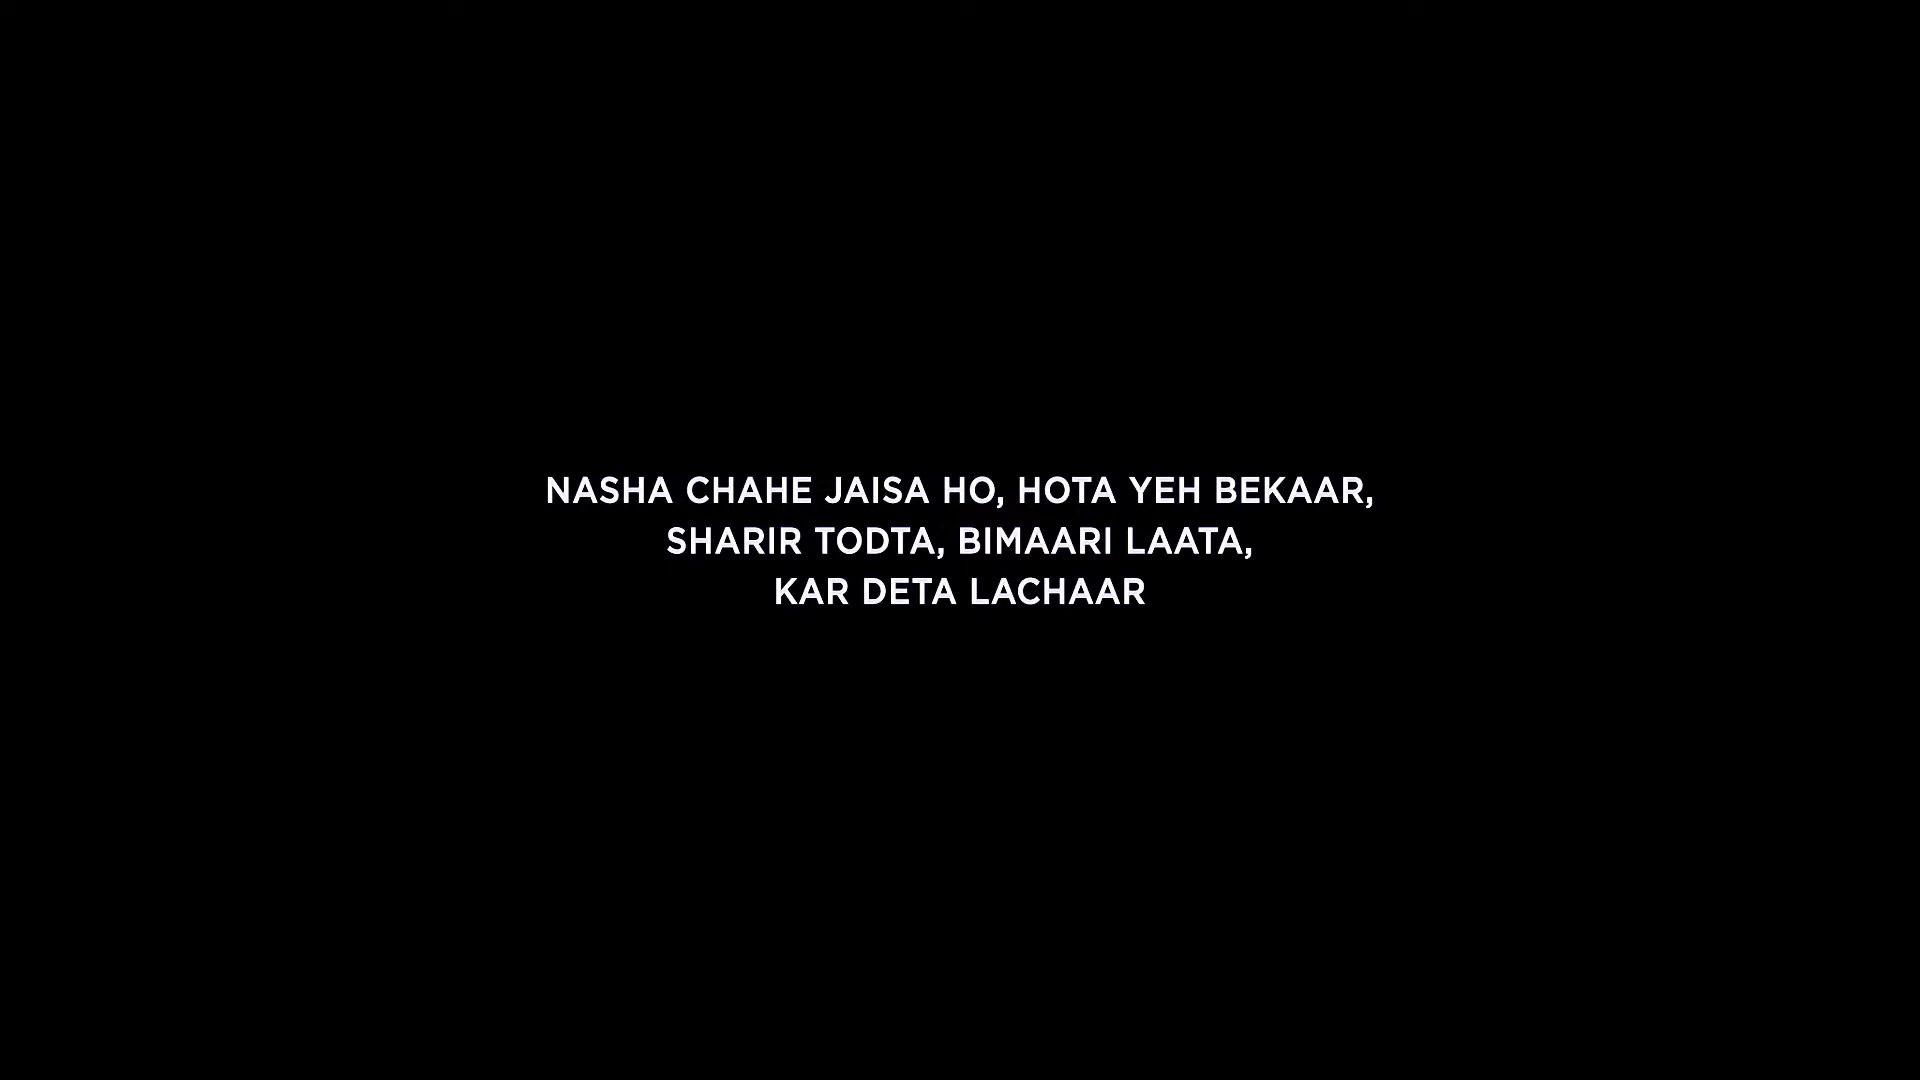 NASHA CHAHE JAISA HO, HOTA YEH BEKAAR,
SHARIR TODTA, BIMAARI LAATA,
KAR DETA LACHAAR